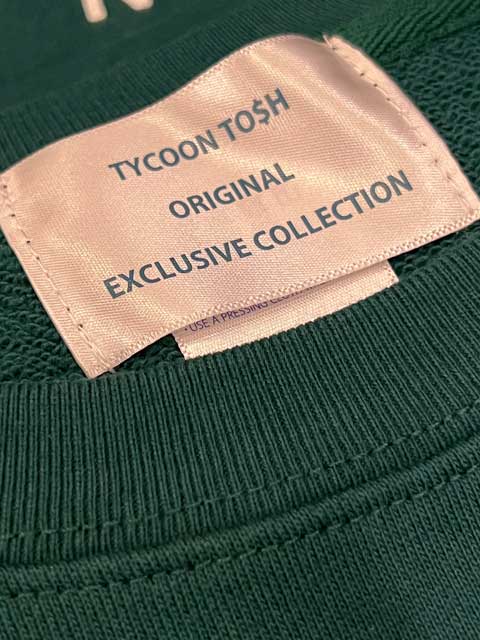 TYCOON TO$H
ORIGINAL
EXCLUSIVE COLLECTION
• USE A PRESSING